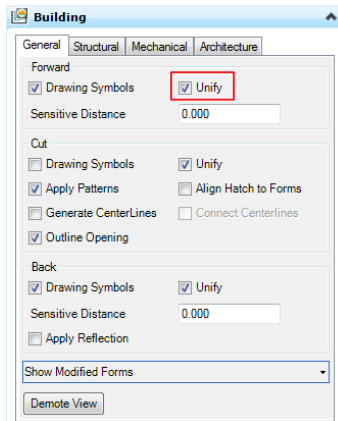 Building
General Structural Mechanical Architecture
Forward
Drawing Symbols Unify
Sensitive Distance 0.000
Cut
Drawing Symbols Unify
Apply Patterns Align Hatch to Forms
Generate CenterLines Connect Centerlines
Outline Opening
Back
Drawing Symbols Unify
Sensitive Distance 0.000
Apply Reflection
Show Modified Forms
Demote View